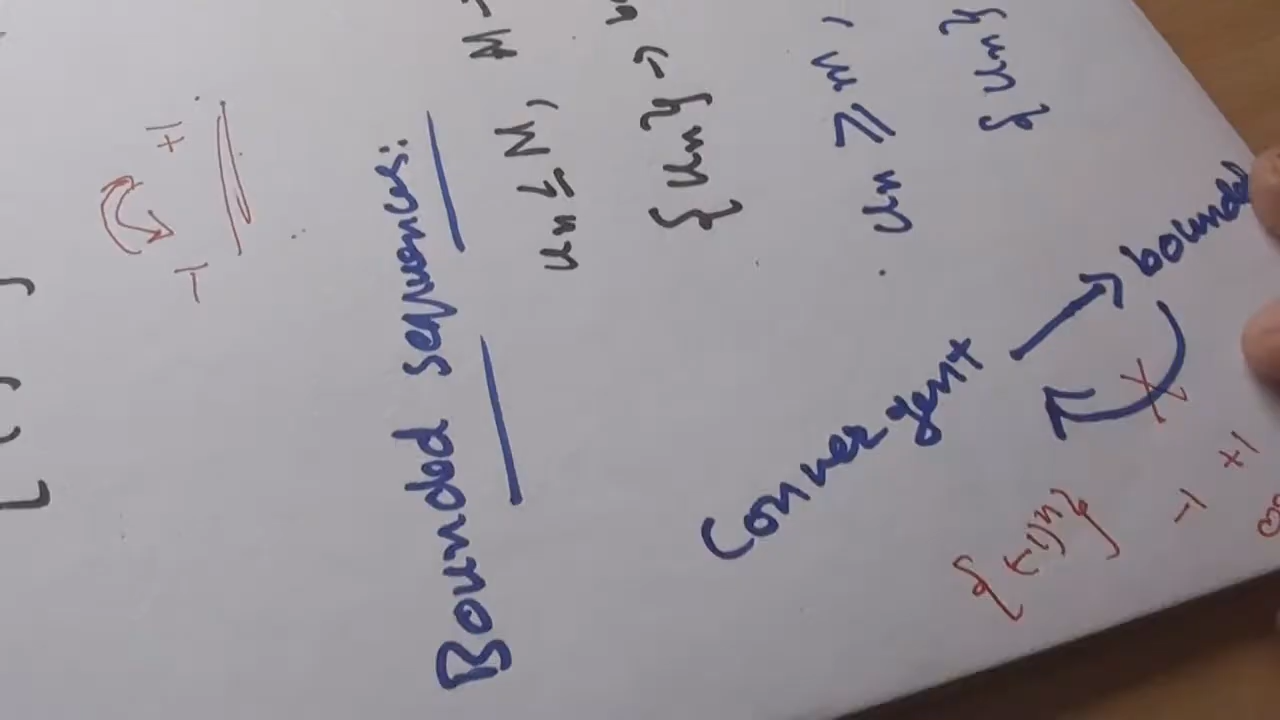 Bounded sequences:
un ≤ M,
{un}
un ≥ m,
{un}
Convergent → bounded
{(-1)^n}
-1 +1
-1 +1